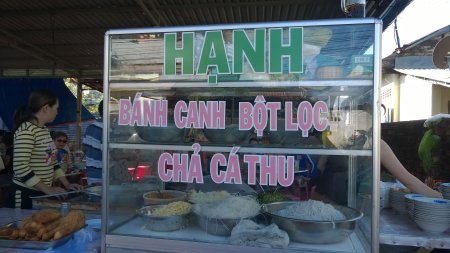 HẠNH
BÁNH CANH BỘT LỌC
CHẢ CÁ THU